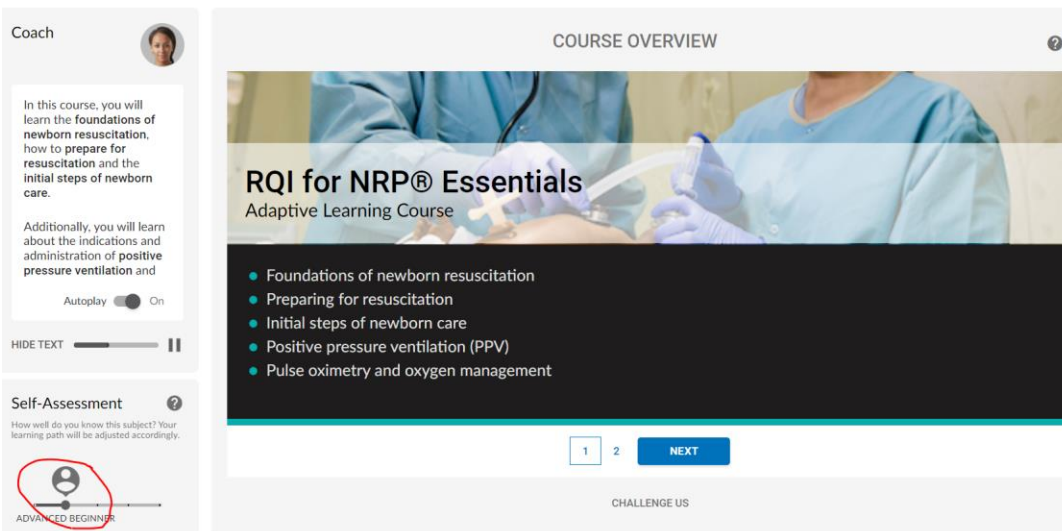 Coach
In this course, you will
learn the foundations of
newborn resuscitation,
how to prepare for
resuscitation and the
initial steps of newborn
care.
Additionally, you will learn
about the indications and
administration of positive
pressure ventilation and
Autoplay On
HIDE TEXT
Self-Assessment ?
How well do you know this subject? Your
learning path will be adjusted accordingly.
ADVANCED BEGINNER
COURSE OVERVIEW ?
RQI for NRP® Essentials
Adaptive Learning Course
Foundations of newborn resuscitation
Preparing for resuscitation
Initial steps of newborn care
Positive pressure ventilation (PPV)
Pulse oximetry and oxygen management
1 2 NEXT
CHALLENGE US